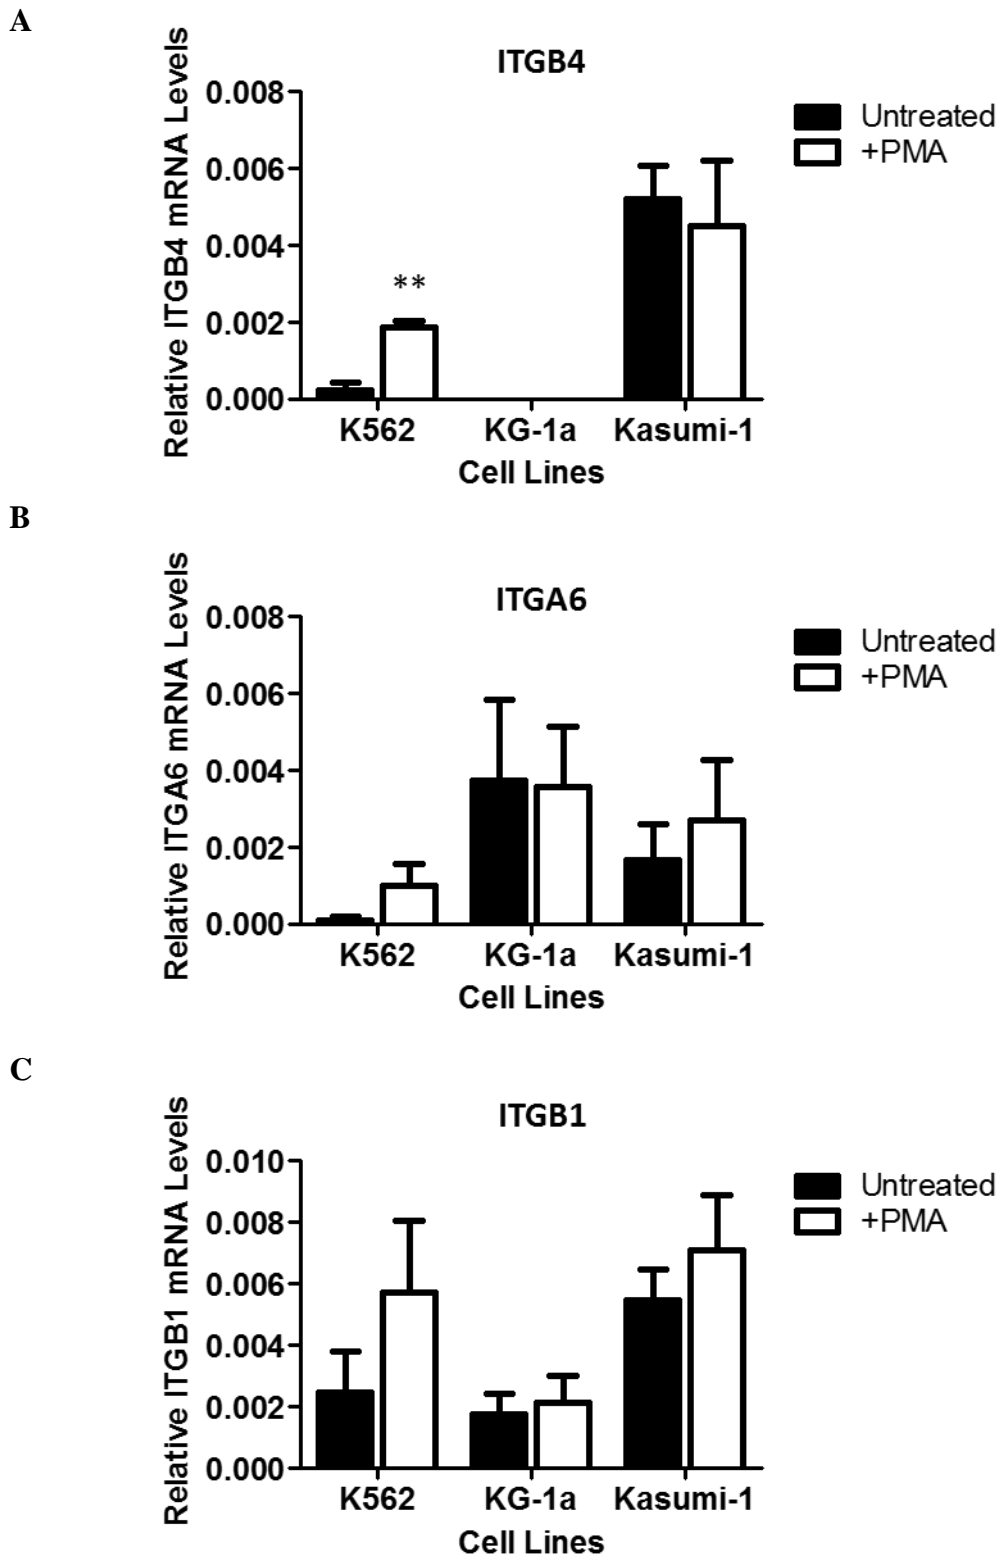 A
ITGB4
Relative ITGB4 mRNA Levels
0.008
0.006
0.004
0.002
0.000
Untreated
+PMA
**
K562 KG-1a Kasumi-1
Cell Lines
B
ITGA6
Relative ITGA6 mRNA Levels
0.008
0.006
0.004
0.002
0.000
Untreated
+PMA
K562 KG-1a Kasumi-1
Cell Lines
C
ITGB1
Relative ITGB1 mRNA Levels
0.010
0.008
0.006
0.004
0.002
0.000
Untreated
+PMA
K562 KG-1a Kasumi-1
Cell Lines